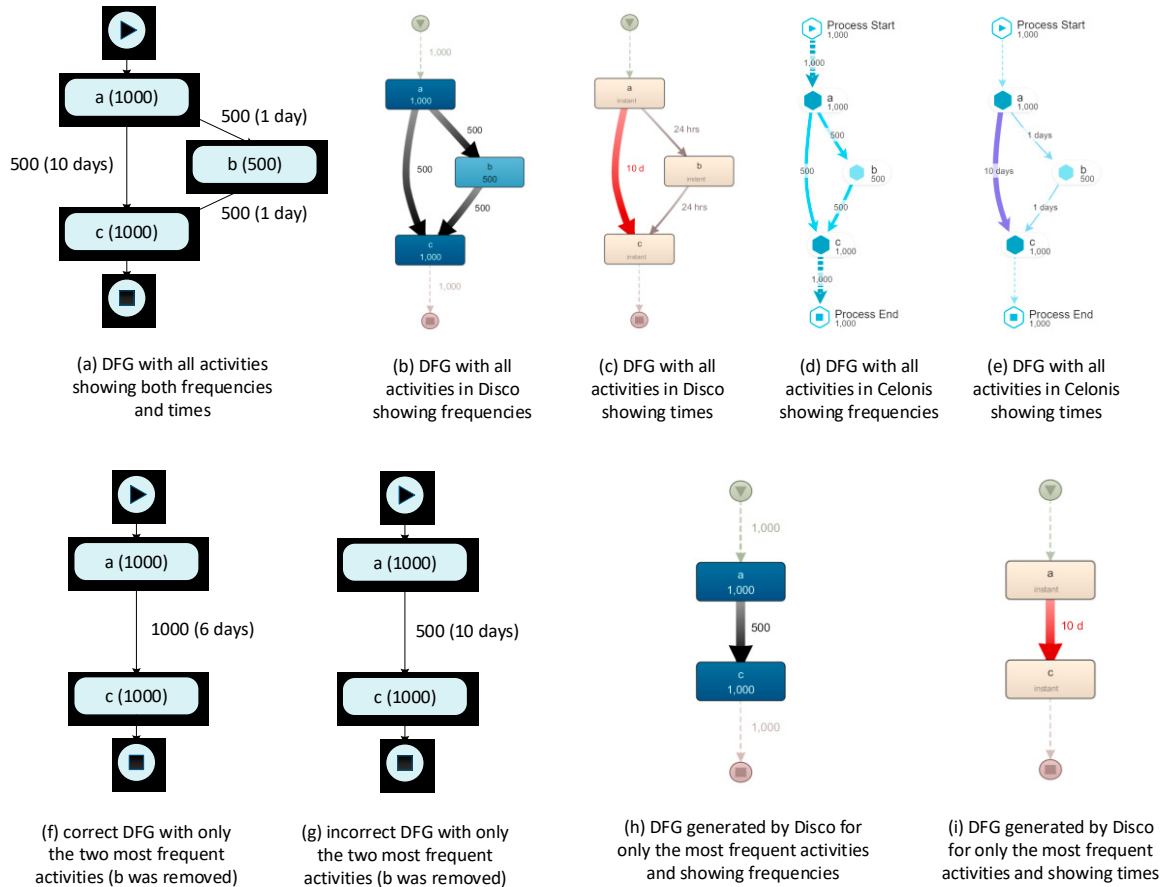 a (1000)
500 (1 day)
500 (10 days)
b (500)
500 (1 day)
c (1000)
(a) DFG with all activities
showing both frequencies
and times
1,000
a
1,000
500
500
b
500
500
c
1,000
1,000
(b) DFG with all
activities in Disco
showing frequencies
a
instant
24 hrs
10 d
b
instant
24 hrs
c
instant
(c) DFG with all
activities in Disco
showing times
Process Start
1,000
1,000
a
1,000
500
500
b
500
500
c
1,000
1,000
Process End
1,000
(d) DFG with all
activities in Celonis
showing frequencies
Process Start
1,000
a
1,000
1 days
10 days
b
500
1 days
c
1,000
Process End
1,000
(e) DFG with all
activities in Celonis
showing times
a (1000)
1000 (6 days)
c (1000)
(f) correct DFG with only
the two most frequent
activities (b was removed)
a (1000)
500 (10 days)
c (1000)
(g) incorrect DFG with only
the two most frequent
activities (b was removed)
1,000
a
1,000
500
c
1,000
1,000
(h) DFG generated by Disco for
only the most frequent activities
and showing frequencies
a
instant
10 d
c
instant
(i) DFG generated by Disco
for only the most frequent
activities and showing times